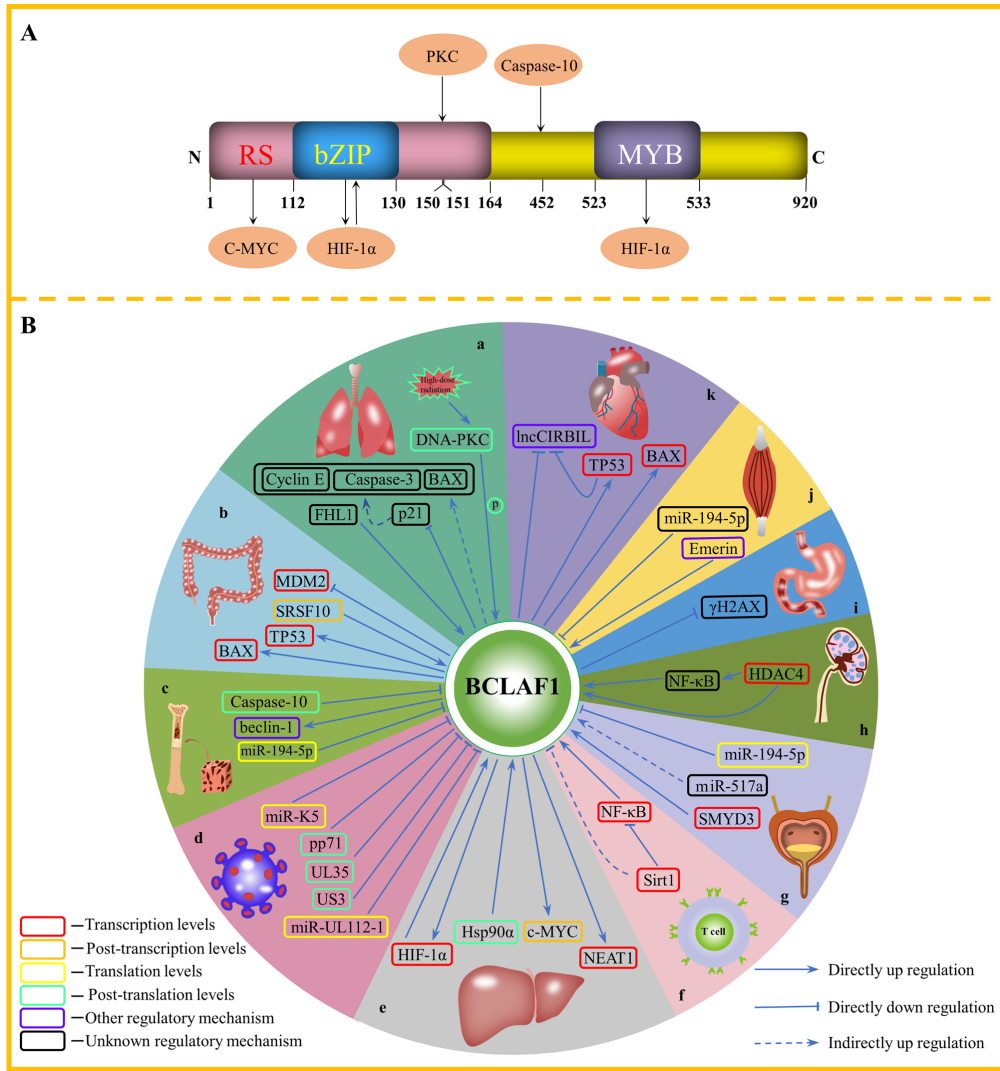 A
PKC
Caspase-10
N
RS
bZIP
MYB
C
1
112
130
150
151
164
452
523
533
920
C-MYC
HIF-1α
HIF-1α
B
a
High-dose
radiation
DNA-PKC
Cyclin E
Caspase-3
BAX
FHL1
p21
p
k
lncCIRBIL
TP53
BAX
j
miR-194-5p
Emerin
i
γH2AX
h
NF-κB
HDAC4
b
MDM2
SRSF10
TP53
BAX
BCLAF1
c
Caspase-10
beclin-1
miR-194-5p
d
miR-K5
pp71
UL35
US3
miR-UL112-1
e
HIF-1α
Hsp90α
c-MYC
NEAT1
f
NF-κB
Sirt1
T cell
g
miR-194-5p
miR-517a
SMYD3
Transcription levels
Post-transcription levels
Translation levels
Post-translation levels
Other regulatory mechanism
Unknown regulatory mechanism
Directly up regulation
Directly down regulation
Indirectly up regulation